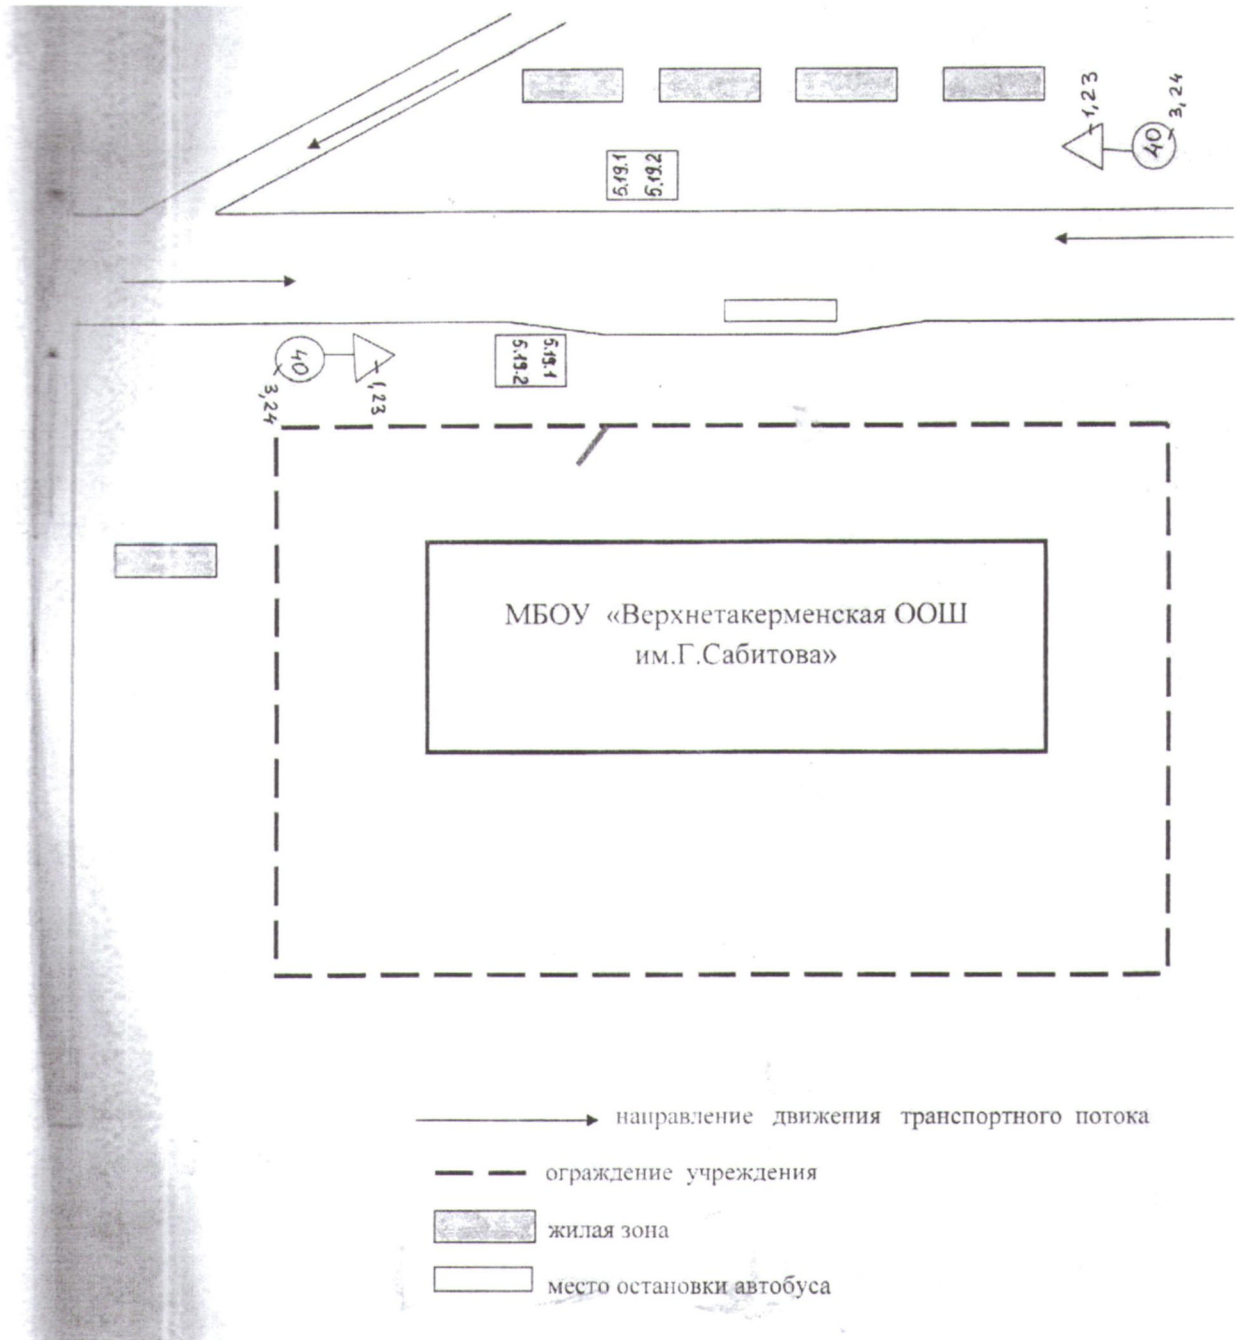 1,23
40
3,24
5.19.1
5.19.2
40
3,24
1,23
5.19.1
5.19.2
МБОУ «Верхнетакерменская ООШ
им.Г.Сабитова»
направление движения транспортного потока
ограждение учреждения
жилая зона
место остановки автобуса